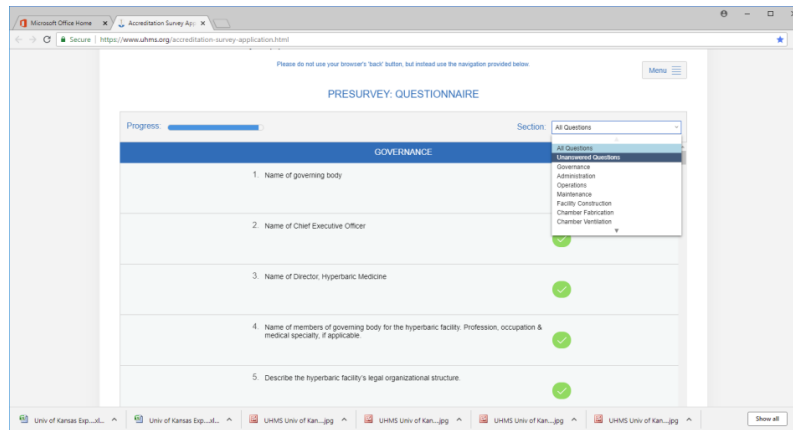 Microsoft Office Home
Accreditation Survey App
Secure | https://www.uhms.org/accreditation-survey-application.html
Please do not use your browser's 'back' button, but instead use the navigation provided below
Menu
PRESURVEY: QUESTIONNAIRE
Progress:
Section: All Questions
All Questions
Unanswered Questions
Governance
Administration
Operations
Maintenance
Facility Construction
Chamber Fabrication
Chamber Ventilation
GOVERNANCE
1. Name of governing body
2. Name of Chief Executive Officer
3. Name of Director, Hyperbaric Medicine
4. Name of members of governing body for the hyperbaric facility. Profession, occupation &
medical specialty, if applicable.
5. Describe the hyperbaric facility's legal organizational structure.
Univ of Kansas Exp....xl...
Univ of Kansas Exp....xl...
UHMS Univ of Kan...jpg
UHMS Univ of Kan...jpg
UHMS Univ of Kan...jpg
UHMS Univ of Kan...jpg
Show all